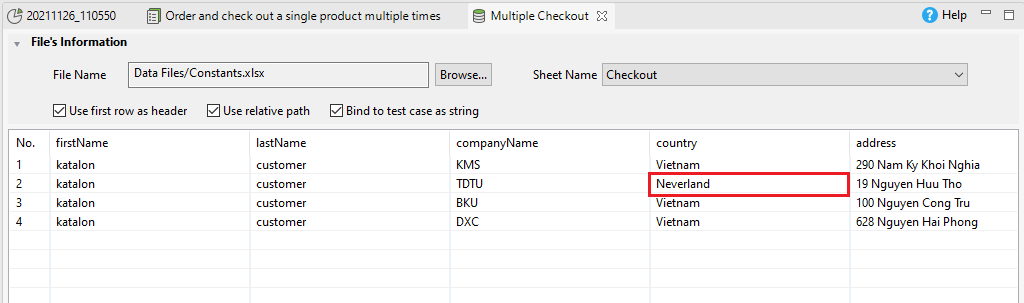 20211126_110550 Order and check out a single product multiple times Multiple Checkout Help
File's Information
File Name Data Files/Constants.xlsx Browse... Sheet Name Checkout
Use first row as header Use relative path Bind to test case as string
No. firstName lastName companyName country address
1 katalon customer KMS Vietnam 290 Nam Ky Khoi Nghia
2 katalon customer TDTU Neverland 19 Nguyen Huu Tho
3 katalon customer BKU Vietnam 100 Nguyen Cong Tru
4 katalon customer DXC Vietnam 628 Nguyen Hai Phong